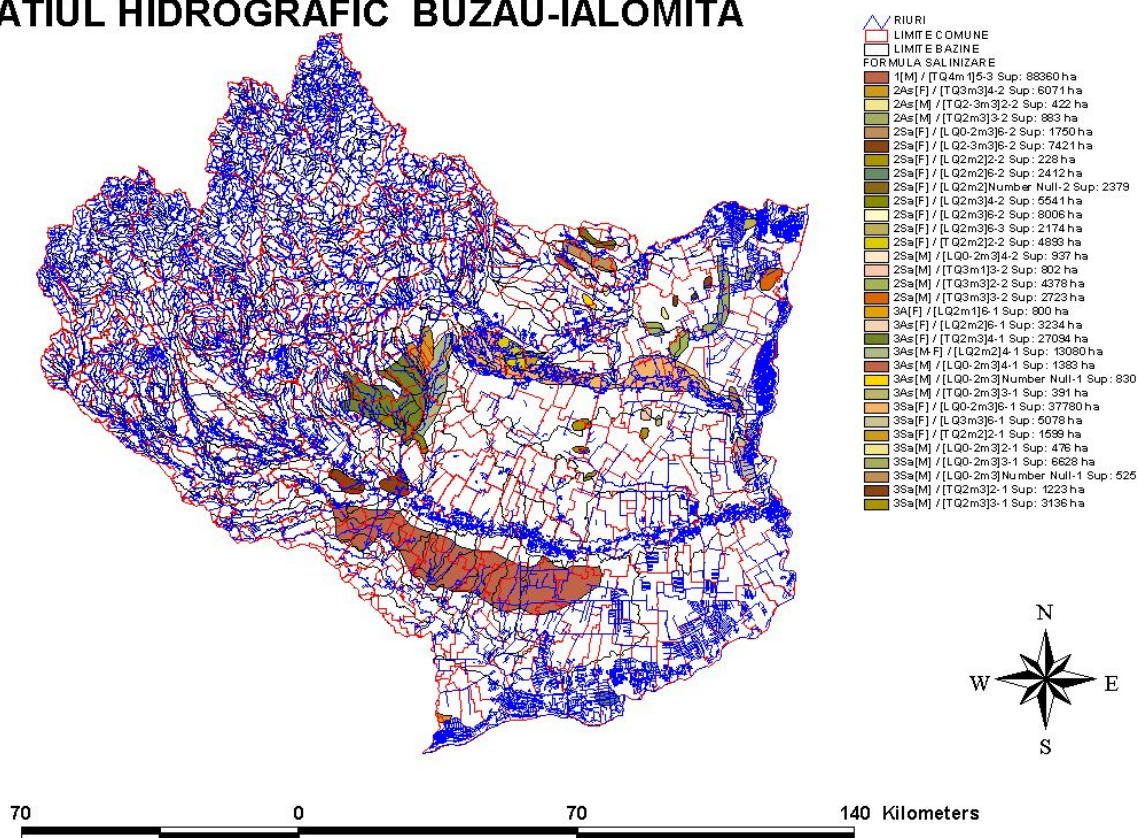 ATIUL HIDROGRAFIC BUZAU-IALOMITA
RIURI
LIMITE COMUNE
LIMITE BAZINE
FORMULA SALINIZARE
1[M] / [TQ4m1]5-3 Sup: 88360 ha
2As[F] / [TQ3m3]4-2 Sup: 6071 ha
2As[M] / [TQ2-3m3]2-2 Sup: 422 ha
2As[M] / [TQ2m3]3-2 Sup: 883 ha
2Sa[F] / [LQ0-2m3]6-2 Sup: 1750 ha
2Sa[F] / [LQ2-3m3]6-2 Sup: 7421 ha
2Sa[F] / [LQ2m2]2-2 Sup: 228 ha
2Sa[F] / [LQ2m2]6-2 Sup: 2412 ha
2Sa[F] / [LQ2m2]Number Null-2 Sup: 2379
2Sa[F] / [LQ2m3]4-2 Sup: 5541 ha
2Sa[F] / [LQ2m3]6-2 Sup: 8006 ha
2Sa[F] / [LQ2m3]6-3 Sup: 2174 ha
2Sa[F] / [TQ2m2]2-2 Sup: 4893 ha
2Sa[M] / [LQ0-2m3]4-2 Sup: 937 ha
2Sa[M] / [TQ3m1]3-2 Sup: 802 ha
2Sa[M] / [TQ3m3]2-2 Sup: 4378 ha
2Sa[M] / [TQ3m3]3-2 Sup: 2723 ha
3A[F] / [LQ2m1]6-1 Sup: 800 ha
3As[F] / [LQ2m2]6-1 Sup: 3234 ha
3As[F] / [TQ2m3]4-1 Sup: 27094 ha
3As[M-F] / [LQ2m2]4-1 Sup: 13080 ha
3As[M] / [LQ0-2m3]4-1 Sup: 1383 ha
3As[M] / [LQ0-2m3]Number Null-1 Sup: 830
3As[M] / [TQ0-2m3]3-1 Sup: 391 ha
3Sa[F] / [LQ0-2m3]6-1 Sup: 37780 ha
3Sa[F] / [LQ3m3]6-1 Sup: 5078 ha
3Sa[F] / [TQ2m2]2-1 Sup: 1599 ha
3Sa[M] / [LQ0-2m3]2-1 Sup: 476 ha
3Sa[M] / [LQ0-2m3]3-1 Sup: 6628 ha
3Sa[M] / [LQ0-2m3]Number Null-1 Sup: 525
3Sa[M] / [TQ2m3]2-1 Sup: 1223 ha
3Sa[M] / [TQ2m3]3-1 Sup: 3136 ha
N
W E
S
70 0 70 140 Kilometers